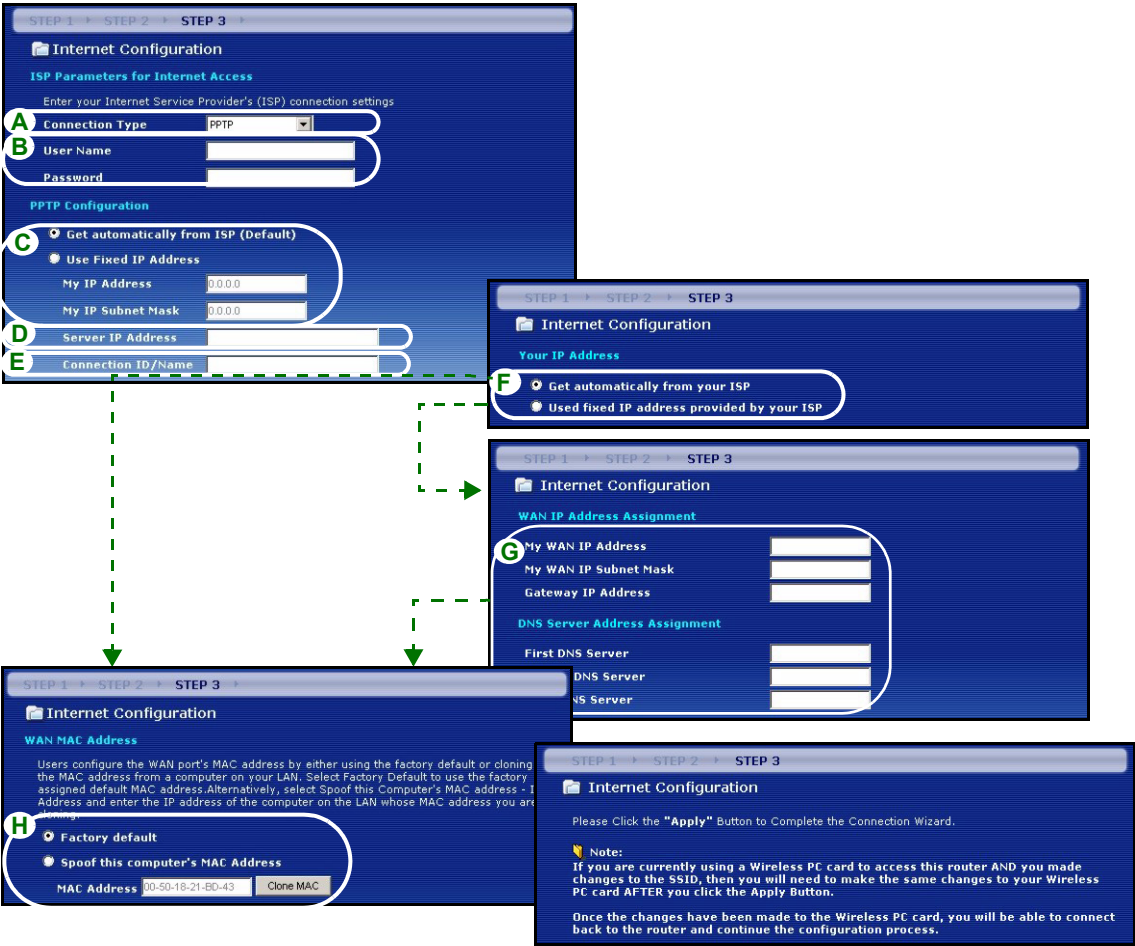 STEP 1 STEP 2 STEP 3
Internet Configuration
ISP Parameters for Internet Access
Enter your Internet Service Provider's (ISP) connection settings
A Connection Type PPTP
B User Name
Password
PPTP Configuration
C Get automatically from ISP (Default)
Use Fixed IP Address
My IP Address 0.0.0.0
My IP Subnet Mask 0.0.0.0
D Server IP Address
E Connection ID/Name
STEP 1 STEP 2 STEP 3
Internet Configuration
Your IP Address
F Get automatically from your ISP
Used fixed IP address provided by your ISP
STEP 1 STEP 2 STEP 3
Internet Configuration
WAN IP Address Assignment
G My WAN IP Address
My WAN IP Subnet Mask
Gateway IP Address
DNS Server Address Assignment
First DNS Server
DNS Server
Server
STEP 1 STEP 2 STEP 3
Internet Configuration
WAN MAC Address
Users configure the WAN port's MAC address by either using the factory default or cloning
the MAC address from a computer on your LAN. Select Factory Default to use the factory
assigned default MAC address.Alternatively, select Spoof this Computer's MAC address - I
Address and enter the IP address of the computer on the LAN whose MAC address you are
cloning.
H Factory default
Spoof this computer's MAC Address
MAC Address 00-50-18-21-BD-43 Clone MAC
STEP 1 STEP 2 STEP 3
Internet Configuration
Please Click the "Apply" Button to Complete the Connection Wizard.
Note:
If you are currently using a Wireless PC card to access this router AND you made
changes to the SSID, then you will need to make the same changes to your Wireless
PC card AFTER you click the Apply Button.
Once the changes have been made to the Wireless PC card, you will be able to connect
back to the router and continue the configuration process.